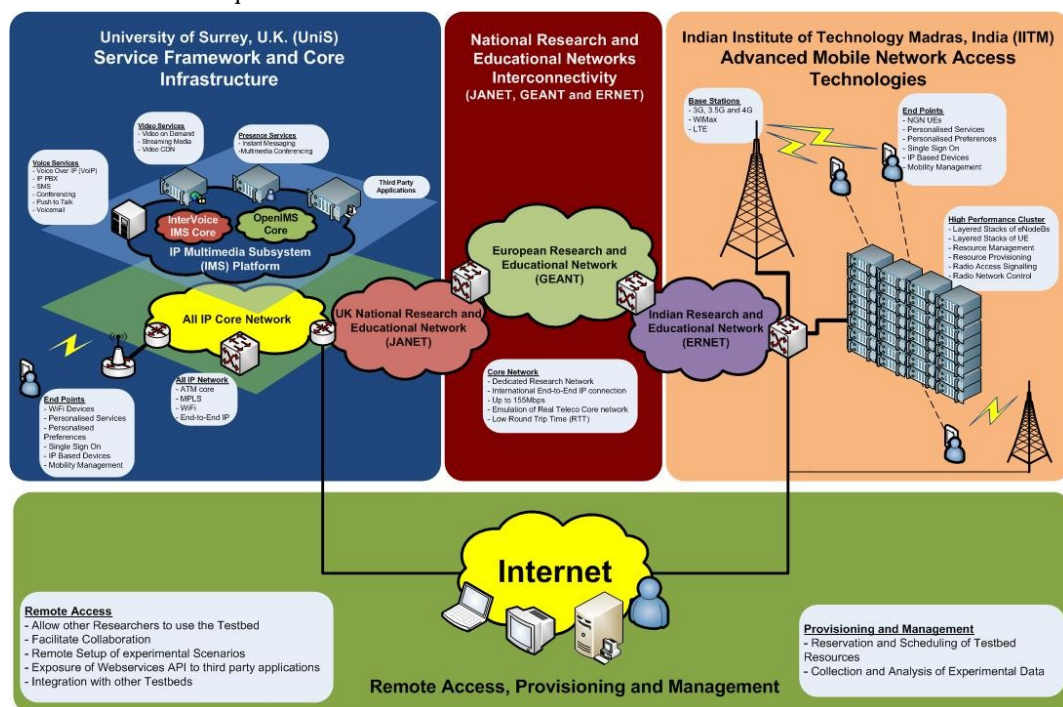 University of Surrey, U.K. (UniS)
Service Framework and Core
Infrastructure
Video Services
- Video on Demand
- Streaming Media
- Video CDN
Presence Services
- Instant Messaging
-Multimedia Conferencing
Voice Services
- Voice Over IP (VoIP)
- IP PBX
- SMS
- Conferencing
- Push to Talk
- Voicemail
Third Party
Applications
InterVoice
IMS Core
OpenIMS
Core
IP Multimedia Subsystem
(IMS) Platform
All IP Core Network
All IP Network
- ATM core
- MPLS
- WiFi
- End-to-End IP
End Points
- WiFi Devices
- Personalised Services
- Personalised
Preferences
- Single Sign On
- IP Based Devices
- Mobility Management
National Research and
Educational Networks
Interconnectivity
(JANET, GEANT and ERNET)
European Research and
Educational Network
(GEANT)
UK National Research and
Educational Network
(JANET)
Indian Research and
Educational Network
(ERNET)
Core Network
- Dedicated Research Network
- International End-to-End IP connection
- Up to 155Mbps
- Emulation of Real Teleco Core network
- Low Round Trip Time (RTT)
Indian Institute of Technology Madras, India (IITM)
Advanced Mobile Network Access
Technologies
Base Stations
- 3G, 3.5G and 4G
- WiMax
- LTE
End Points
- NGN UEs
- Personalised Services
- Personalised Preferences
- Single Sign On
- IP Based Devices
- Mobility Management
High Performance Cluster
- Layered Stacks of eNodeBs
- Layered Stacks of UE
- Resource Management
- Resource Provisioning
- Radio Access Signalling
- Radio Network Control
Internet
Remote Access
- Allow other Researchers to use the Testbed
- Facilitate Collaboration
- Remote Setup of experimental Scenarios
- Exposure of Webservices API to third party applications
- Integration with other Testbeds
Provisioning and Management
- Reservation and Scheduling of Testbed
Resources
- Collection and Analysis of Experimental Data
Remote Access, Provisioning and Management